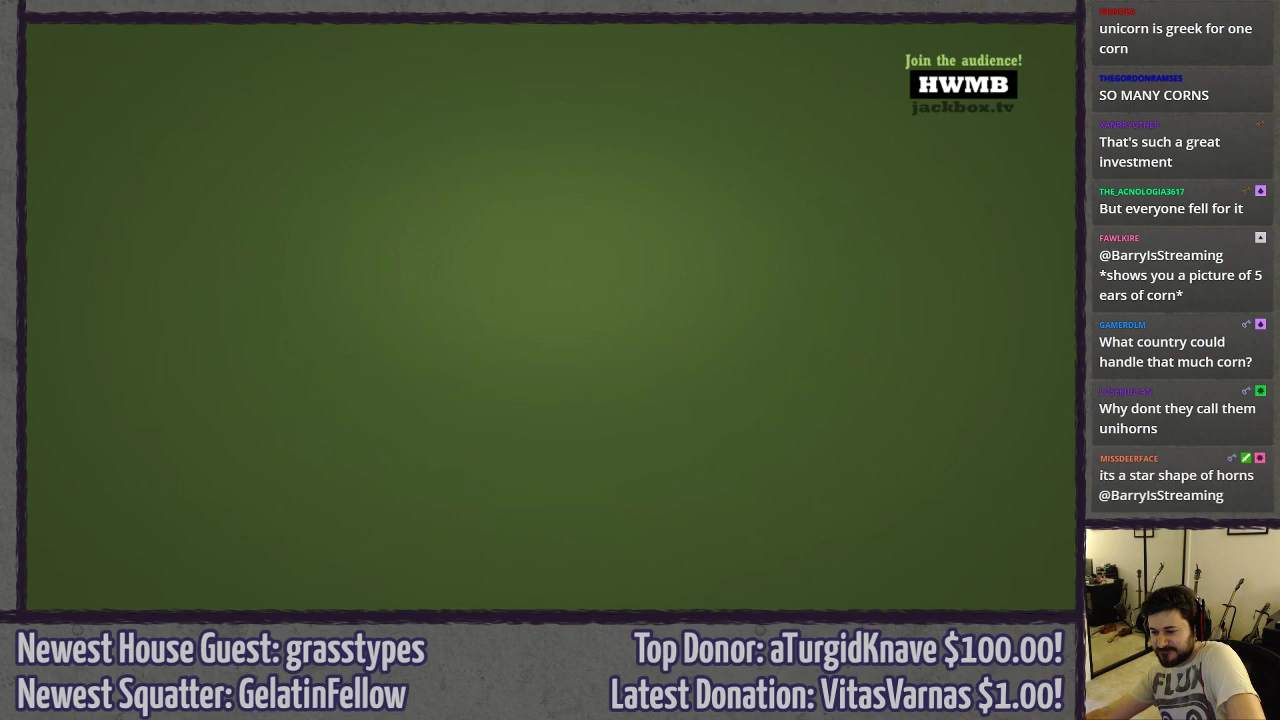 Join the audience!
HWMB
jackbox.tv
unicorn is greek for one
corn
THEGORDONRAMSES
SO MANY CORNS
That's such a great
investment
THE_ACNOLOGIA3617
But everyone fell for it
FAWLKIRE
@BarryIsStreaming
*shows you a picture of 5
ears of corn*
GAMERDLM
What country could
handle that much corn?
Why dont they call them
unihorns
MISSDEERFACE
its a star shape of horns
@BarryIsStreaming
FLUX
Newest House Guest: grasstypes
Newest Squatter: GelatinFellow
Top Donor: aTurgidKnave $100.00!
Latest Donation: VitasVarnas $1.00!